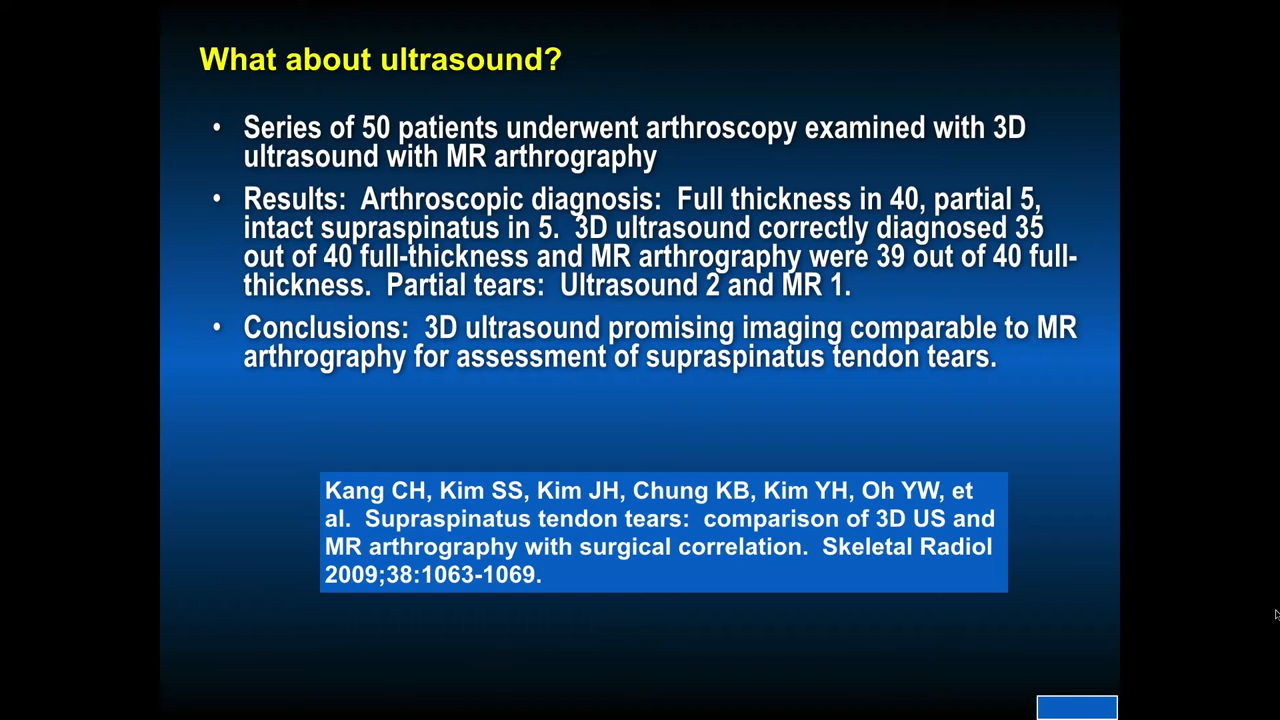 What about ultrasound?
• Series of 50 patients underwent arthroscopy examined with 3D
ultrasound with MR arthrography
• Results:  Arthroscopic diagnosis:  Full thickness in 40, partial 5,
intact supraspinatus in 5.  3D ultrasound correctly diagnosed 35
out of 40 full-thickness and MR arthrography were 39 out of 40 full-
thickness.  Partial tears:  Ultrasound 2 and MR 1.
• Conclusions:  3D ultrasound promising imaging comparable to MR
arthrography for assessment of supraspinatus tendon tears.
Kang CH, Kim SS, Kim JH, Chung KB, Kim YH, Oh YW, et
al.  Supraspinatus tendon tears:  comparison of 3D US and
MR arthrography with surgical correlation.  Skeletal Radiol
2009;38:1063-1069.